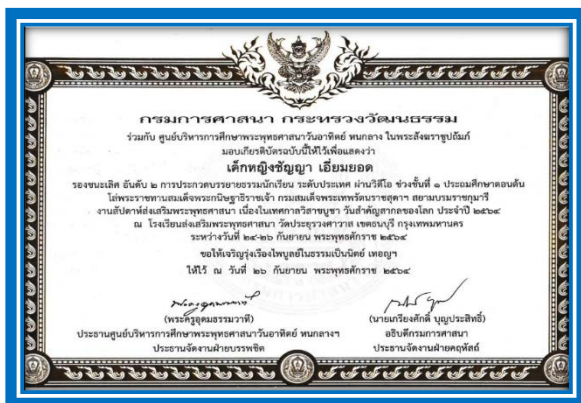 กรมการศาสนา กระทรวงวัฒนธรรม
ร่วมกับ ศูนย์บริหารการศึกษาพระพุทธศาสนาวันอาทิตย์ หนกลาง ในพระสังฆราชูปถัมภ์
มอบเกียรติบัตรฉบับนี้ให้ไว้เพื่อแสดงว่า
เด็กหญิงชัญญา เอี่ยมยอด
รองชนะเลิศ อันดับ ๒ การประกวดบรรยายธรรมนักเรียน ระดับประเทศ ผ่านวิดีโอ ช่วงชั้นที่ ๑ ประถมศึกษาตอนต้น
โล่พระราชทานสมเด็จพระกนิษฐาธิราชเจ้า กรมสมเด็จพระเทพรัตนราชสุดาฯ สยามบรมราชกุมารี
งานสัปดาห์ส่งเสริมพระพุทธศาสนา เนื่องในเทศกาลวิสาขบูชา วันสำคัญสากลของโลก ประจำปี ๒๕๖๔
ณ โรงเรียนส่งเสริมพระพุทธศาสนา วัดประยุรวงศาวาส เขตธนบุรี กรุงเทพมหานคร
ระหว่างวันที่ ๒๔-๒๖ กันยายน พระพุทธศักราช ๒๕๖๔
ขอให้เจริญรุ่งเรืองไพบูลย์ในธรรมเป็นนิตย์ เทอญฯ
ให้ไว้ ณ วันที่ ๒๖ กันยายน พระพุทธศักราช ๒๕๖๔
(พระครูอุดมธรรมวาที)
ประธานศูนย์บริหารการศึกษาพระพุทธศาสนาวันอาทิตย์ หนกลางฯ
ประธานจัดงานฝ่ายบรรพชิต
(นายเกรียงศักดิ์ บุญประสิทธิ์)
อธิบดีกรมการศาสนา
ประธานจัดงานฝ่ายคฤหัสถ์